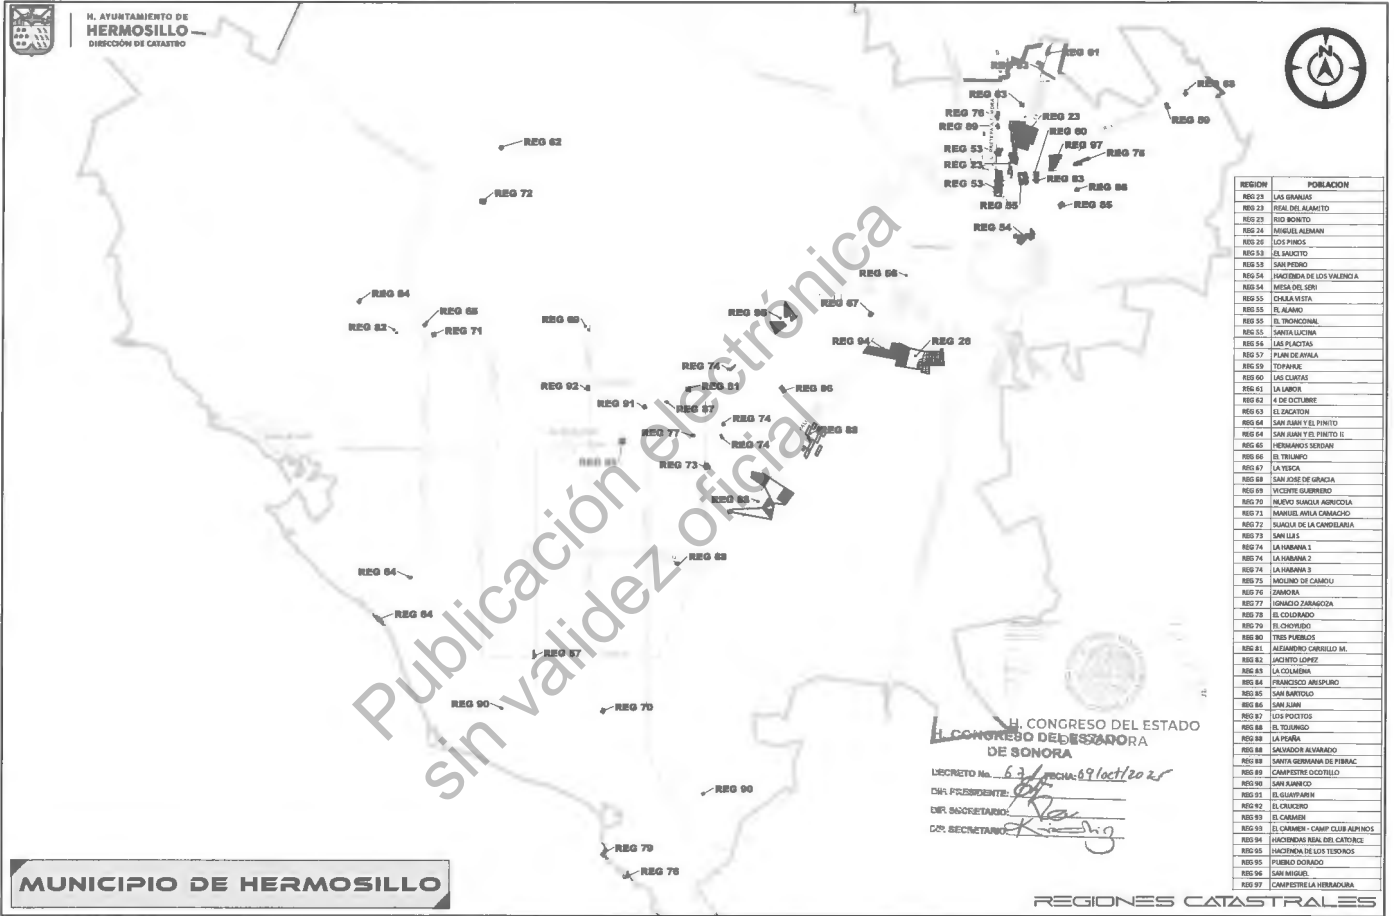 H. AYUNTAMIENTO DE
HERMOSILLO
DIRECCIÓN DE CATASTRO
N
REG 61
REG 63
REG 76
REG 89
REG 53
REG 23
REG 53
REG 55
REG 54
REG 23
REG 60
REG 97
REG 75
REG 83
REG 85
REG 59
REG 62
REG 72
REG 84
REG 82
REG 65
REG 71
REG 69
REG 92
REG 91
REG 74
REG 81
REG 87
REG 74
REG 74
REG 77
REG 73
REG 67
REG 94
REG 26
REG 96
REG 88
REG 88
REG 64
REG 64
REG 57
REG 90
REG 70
REG 90
REG 79
REG 78
Publicación electrónica
sin validez oficial
REGION POBLACION
REG 23 LAS GRANJAS
REG 23 REAL DEL ALAMITO
REG 23 RIO BONITO
REG 24 MIGUEL ALEMAN
REG 26 LOS PINOS
REG 53 EL SAUCITO
REG 53 SAN PEDRO
REG 54 HACIENDA DE LOS VALENCIA
REG 54 MESA DEL SERI
REG 55 CHULA VISTA
REG 55 EL ALAMO
REG 55 EL TRONCONAL
REG 55 SANTA LUCINA
REG 56 LAS PLACITAS
REG 57 PLAN DE AYALA
REG 59 TOPAHUE
REG 60 LAS CUATAS
REG 61 LA LABOR
REG 62 4 DE OCTUBRE
REG 63 EL ZACATON
REG 64 SAN JUAN Y EL PINITO
REG 64 SAN JUAN Y EL PINITO II
REG 65 HERMANOS SERDAN
REG 66 EL TRIUNFO
REG 67 LA YESCA
REG 68 SAN JOSE DE GRACIA
REG 69 VICENTE GUERRERO
REG 70 NUEVO SUAQUI AGRICOLA
REG 71 MANUEL AVILA CAMACHO
REG 72 SUAQUI DE LA CANDELARIA
REG 73 SAN LUIS
REG 74 LA HABANA 1
REG 74 LA HABANA 2
REG 74 LA HABANA 3
REG 75 MOLINO DE CAMOU
REG 76 ZAMORA
REG 77 IGNACIO ZARAGOZA
REG 78 EL COLORADO
REG 79 EL CHOYUDO
REG 80 TRES PUEBLOS
REG 81 ALEJANDRO CARRILLO M.
REG 82 JACINTO LOPEZ
REG 83 LA COLMENA
REG 84 FRANCISCO ARISPURO
REG 85 SAN BARTOLO
REG 86 SAN JUAN
REG 87 LOS POCITOS
REG 88 EL TOJUNGO
REG 88 LA PEAÑA
REG 88 SALVADOR ALVARADO
REG 88 SANTA GERMANA DE PIBRAC
REG 89 CAMPESTRE OCOTILLO
REG 90 SAN JUANICO
REG 91 EL GUAYPARIN
REG 92 EL CRUCERO
REG 93 EL CARMEN
REG 93 EL CARMEN - CAMP CLUB ALPINOS
REG 94 HACIENDAS REAL DEL CATORCE
REG 95 HACIENDA DE LOS TESOROS
REG 95 PUEBLO DORADO
REG 96 SAN MIGUEL
REG 97 CAMPESTRE LA HERRADURA
H. CONGRESO DEL ESTADO
DE SONORA
H. CONGRESO DEL ESTADO
DE SONORA
DECRETO No. FECHA: 09/oct/2025
DIP. PRESIDENTE:
DIP. SECRETARIO:
DIP. SECRETARIO:
MUNICIPIO DE HERMOSILLO
REGIONES CATASTRALES